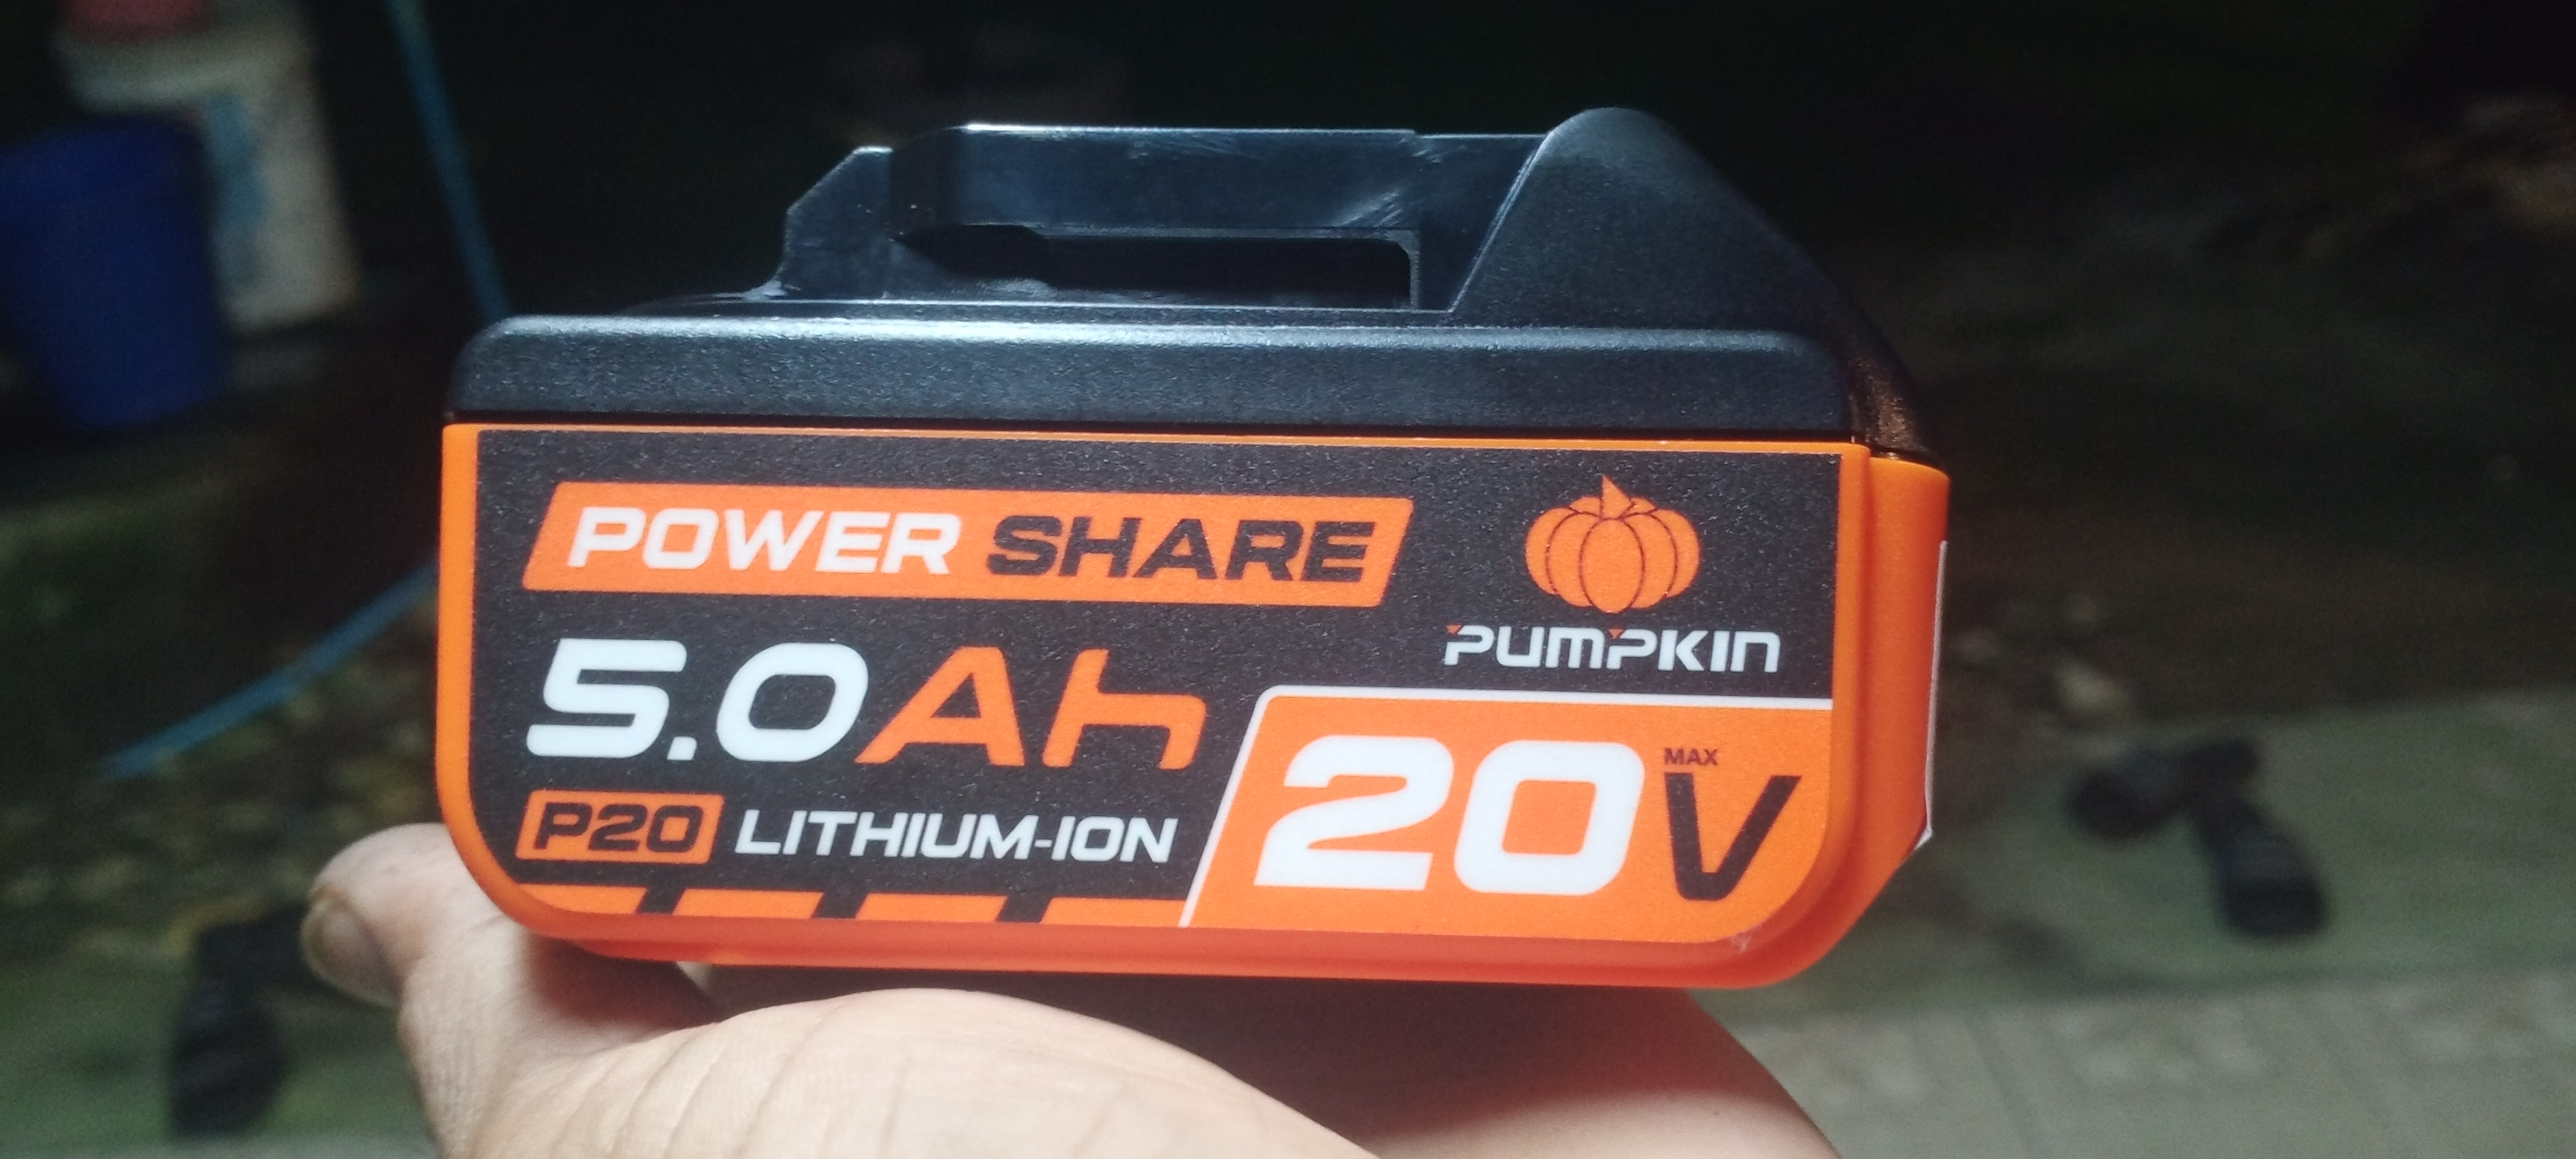 POWER SHARE
PUMPKIN
5.0Ah
P20 LITHIUM-ION
20V MAX